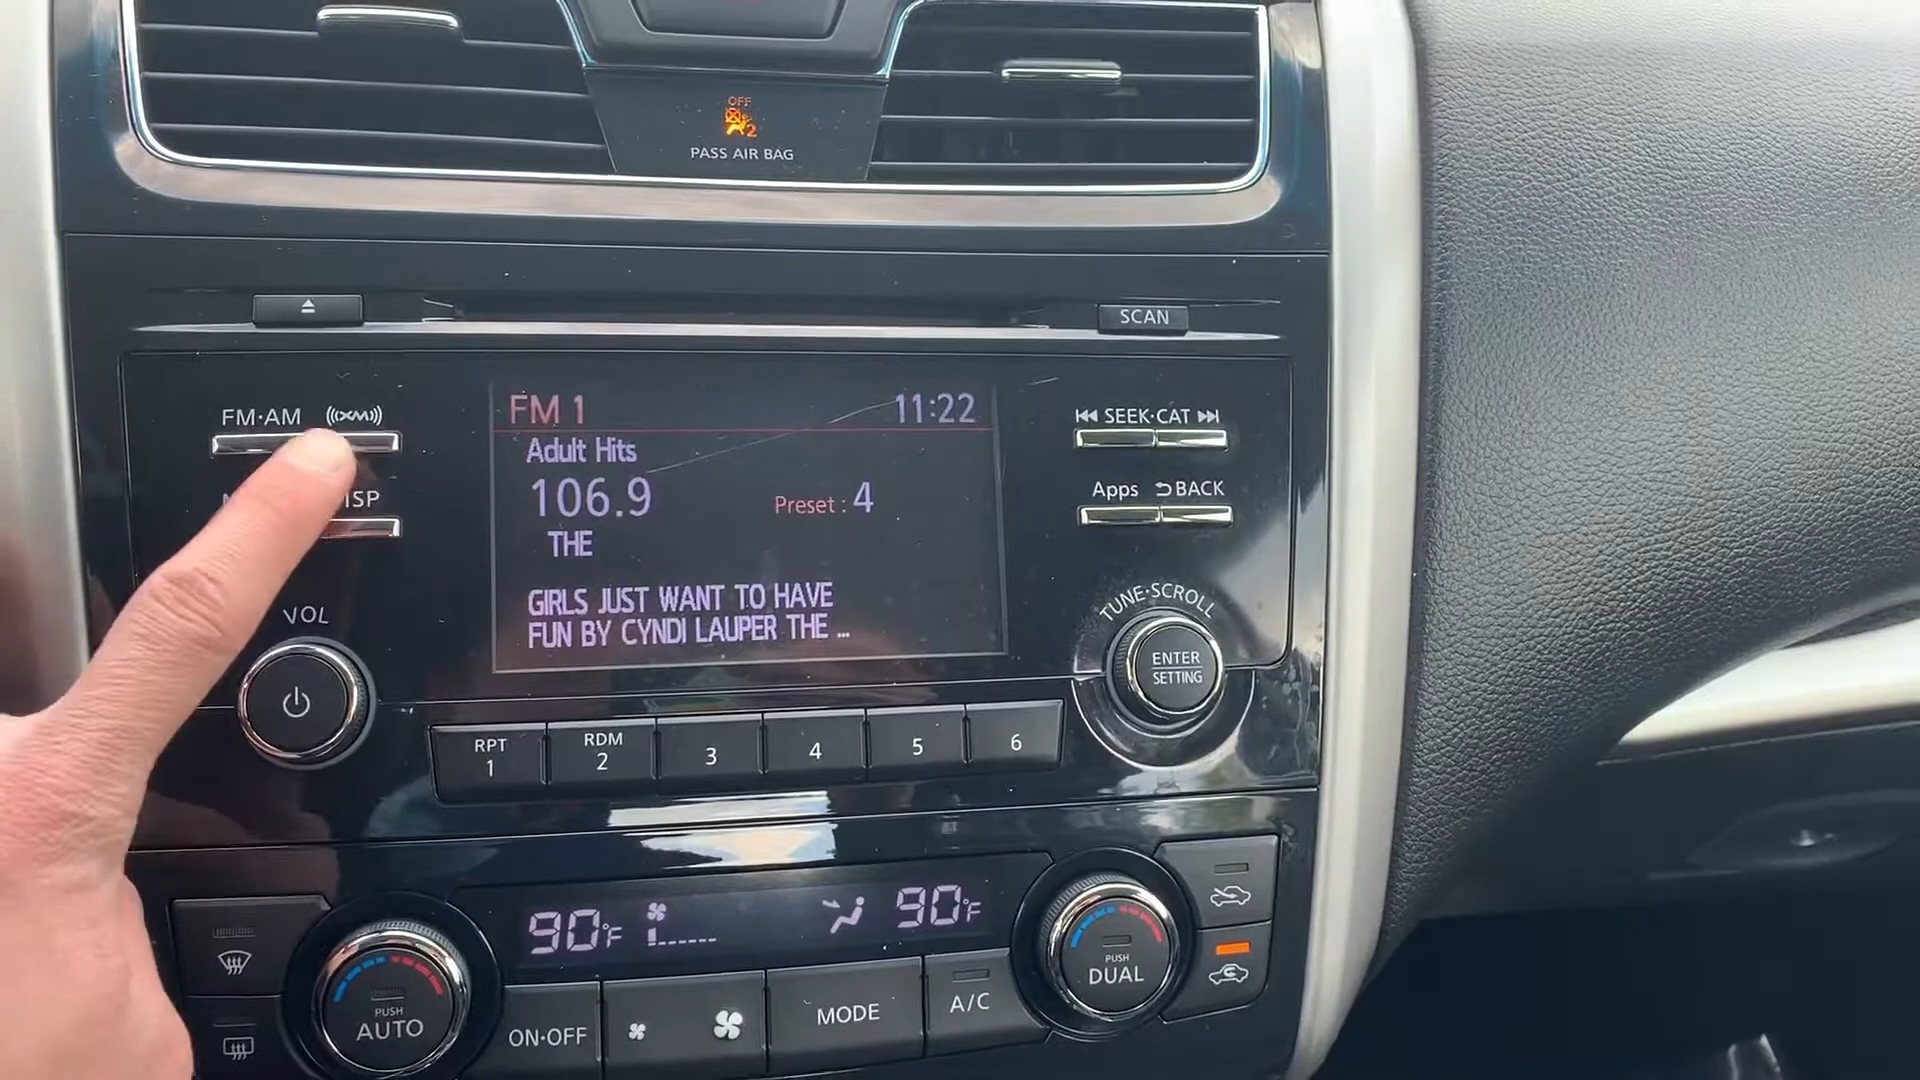 OFF
2
PASS AIR BAG
SCAN
FM·AM ((XM))
SEEK·CAT
FM 1 11:22
Adult Hits
106.9 Preset : 4
THE
GIRLS JUST WANT TO HAVE
FUN BY CYNDI LAUPER THE ...
ISP
Apps BACK
VOL
TUNE·SCROLL
ENTER
SETTING
RPT
1
RDM
2
3
4
5
6
90°F 90°F
PUSH
AUTO
ON·OFF
MODE
A/C
PUSH
DUAL